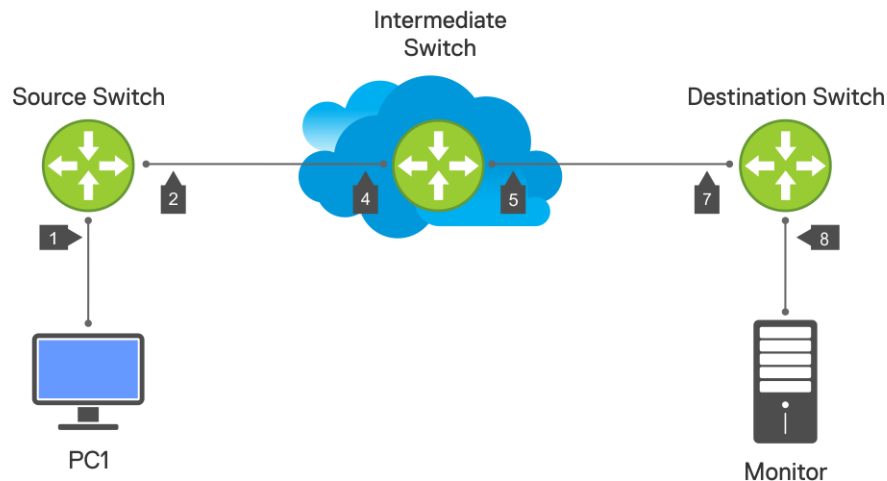 Intermediate
Switch
Source Switch
Destination Switch
2
4
5
7
1
8
PC1
Monitor